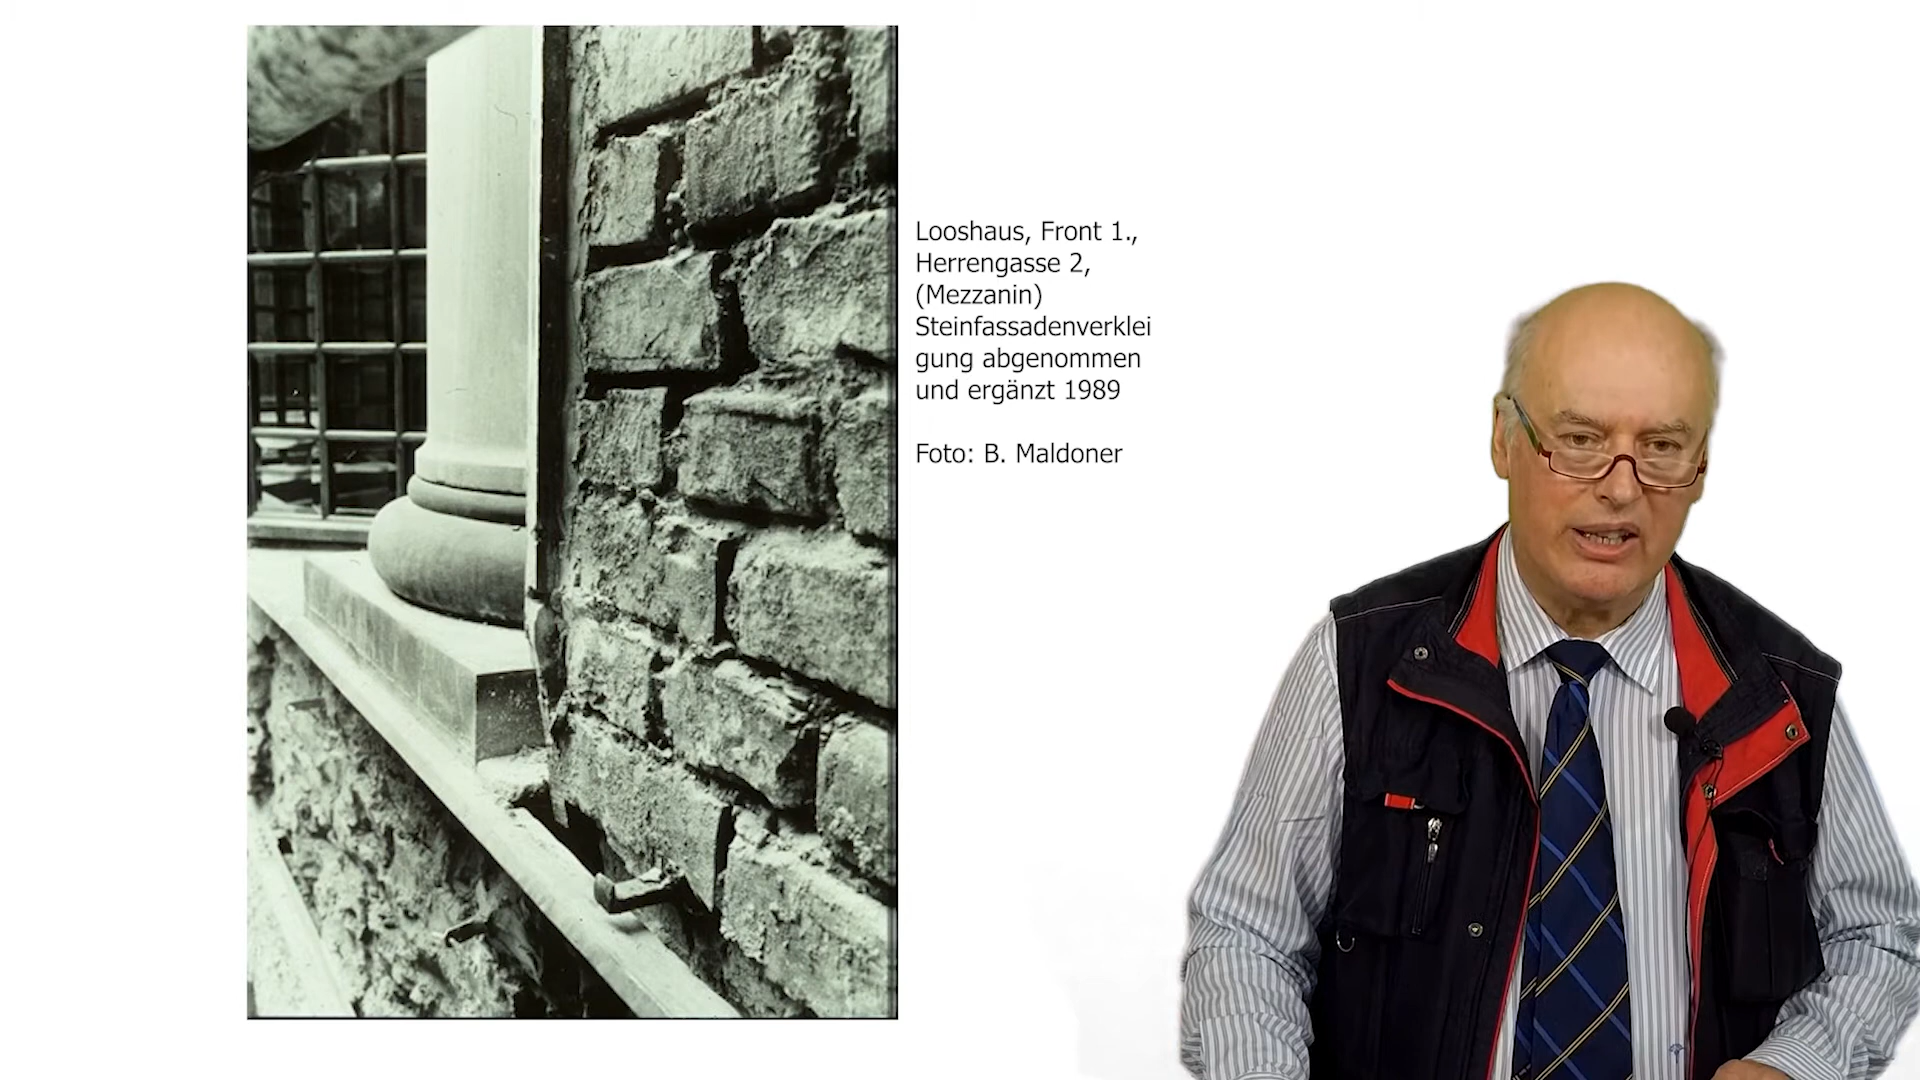 Looshaus, Front 1.,
Herrengasse 2,
(Mezzanin)
Steinfassadenverklei
gung abgenommen
und ergänzt 1989
Foto: B. Maldoner